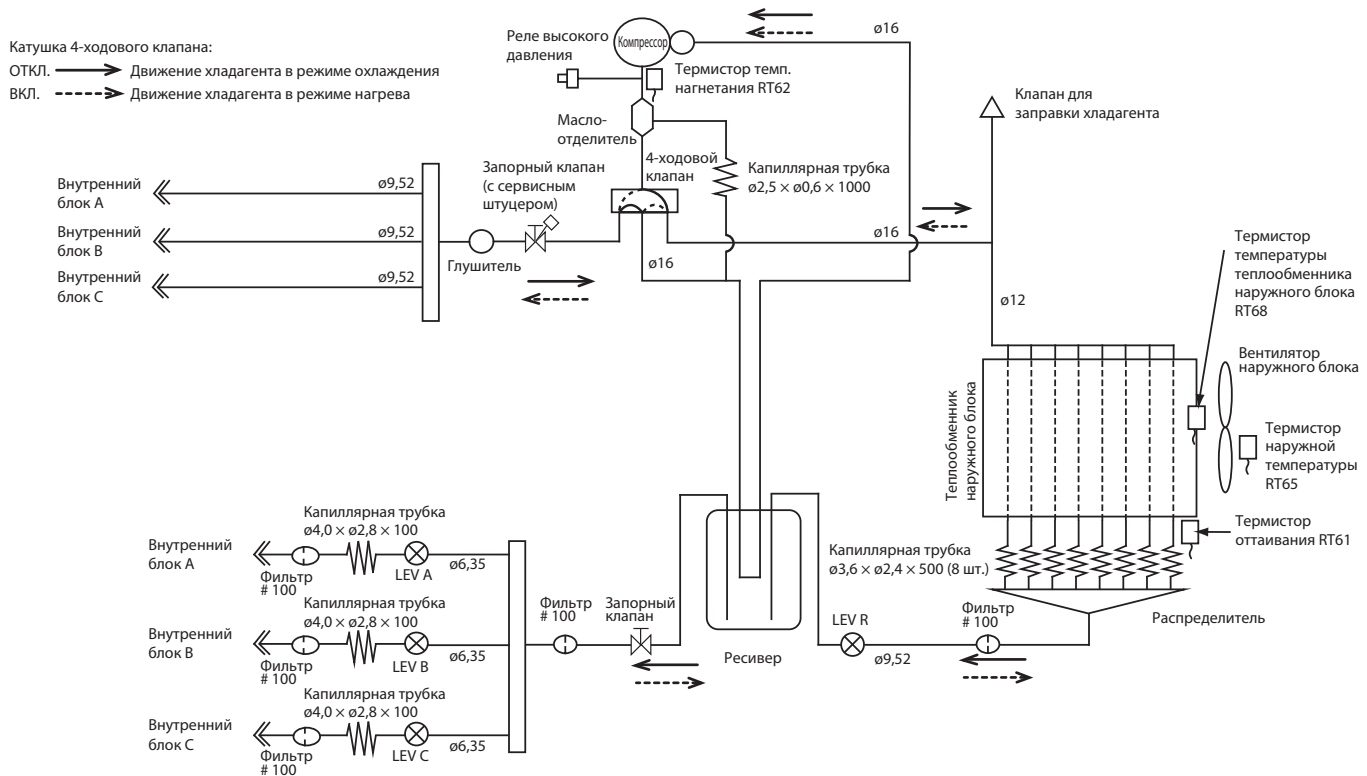 Катушка 4-ходового клапана:
ОТКЛ. Движение хладагента в режиме охлаждения
ВКЛ. Движение хладагента в режиме нагрева
Реле высокого
давления
Компрессор
ø16
Термистор темп.
нагнетания RT62
Масло-
отделитель
4-ходовой
клапан
Капиллярная трубка
ø2,5 × ø0,6 × 1000
Клапан для
заправки хладагента
Запорный клапан
(с сервисным
штуцером)
Внутренний
блок A
ø9,52
Внутренний
блок B
ø9,52
Внутренний
блок C
ø9,52
Глушитель
ø16
ø16
ø12
Термистор
температуры
теплообменника
наружного блока
RT68
Вентилятор
наружного блока
Теплообменник
наружного блока
Термистор
наружной
температуры
RT65
Термистор
оттаивания RT61
Капиллярная трубка
ø3,6 × ø2,4 × 500 (8 шт.)
Распределитель
Фильтр
# 100
LEV R
ø9,52
Ресивер
Запорный
клапан
Фильтр
# 100
Капиллярная трубка
ø4,0 × ø2,8 × 100
Внутренний
блок A
Фильтр
# 100
LEV A
ø6,35
Капиллярная трубка
ø4,0 × ø2,8 × 100
Внутренний
блок B
Фильтр
# 100
LEV B
ø6,35
Капиллярная трубка
ø4,0 × ø2,8 × 100
Внутренний
блок C
Фильтр
# 100
LEV C
ø6,35